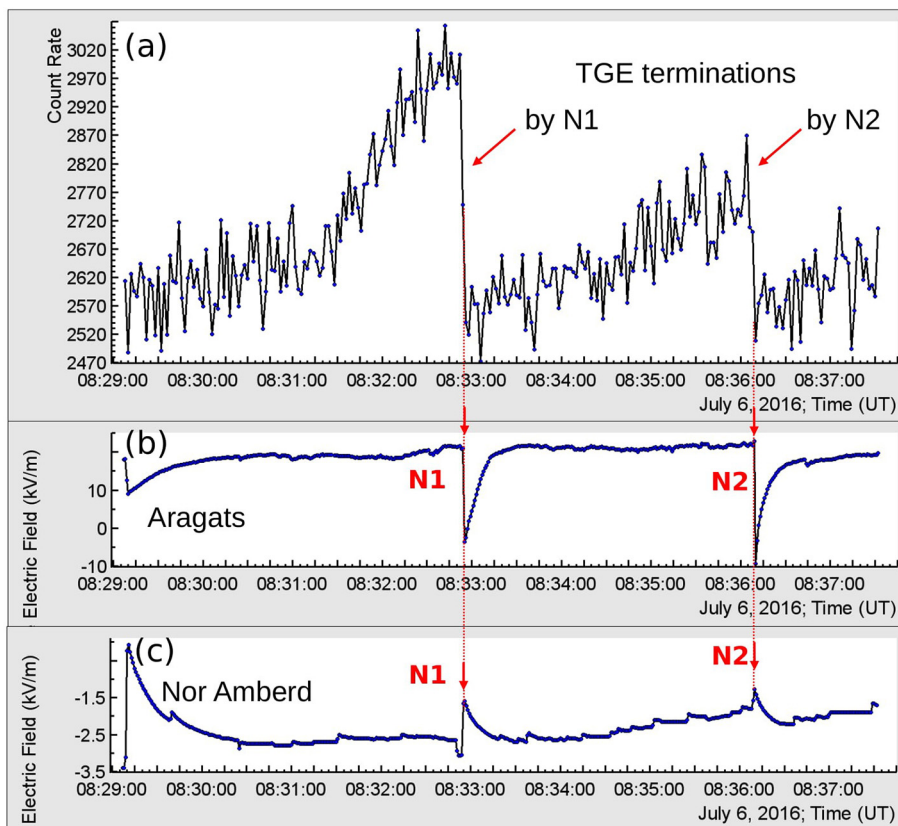 (a)
TGE terminations
by N1
by N2
Count Rate
3020
2970
2920
2870
2820
2770
2720
2670
2620
2570
2520
2470
08:29:00 08:30:00 08:31:00 08:32:00 08:33:00 08:34:00 08:35:00 08:36:00 08:37:00
July 6, 2016; Time (UT)
(b)
Aragats
N1
N2
Electric Field (kV/m)
10
0
-10
08:29:00 08:30:00 08:31:00 08:32:00 08:33:00 08:34:00 08:35:00 08:36:00 08:37:00
July 6, 2016; Time (UT)
(c)
Nor Amberd
N1
N2
Electric Field (kV/m)
-1.5
-2.5
-3.5
08:29:00 08:30:00 08:31:00 08:32:00 08:33:00 08:34:00 08:35:00 08:36:00 08:37:00
July 6, 2016; Time (UT)